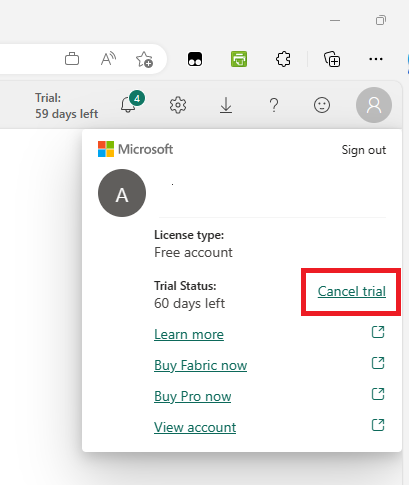 Trial:
59 days left
4
?
Microsoft
Sign out
A
License type:
Free account
Trial Status:
60 days left
Cancel trial
Learn more
Buy Fabric now
Buy Pro now
View account